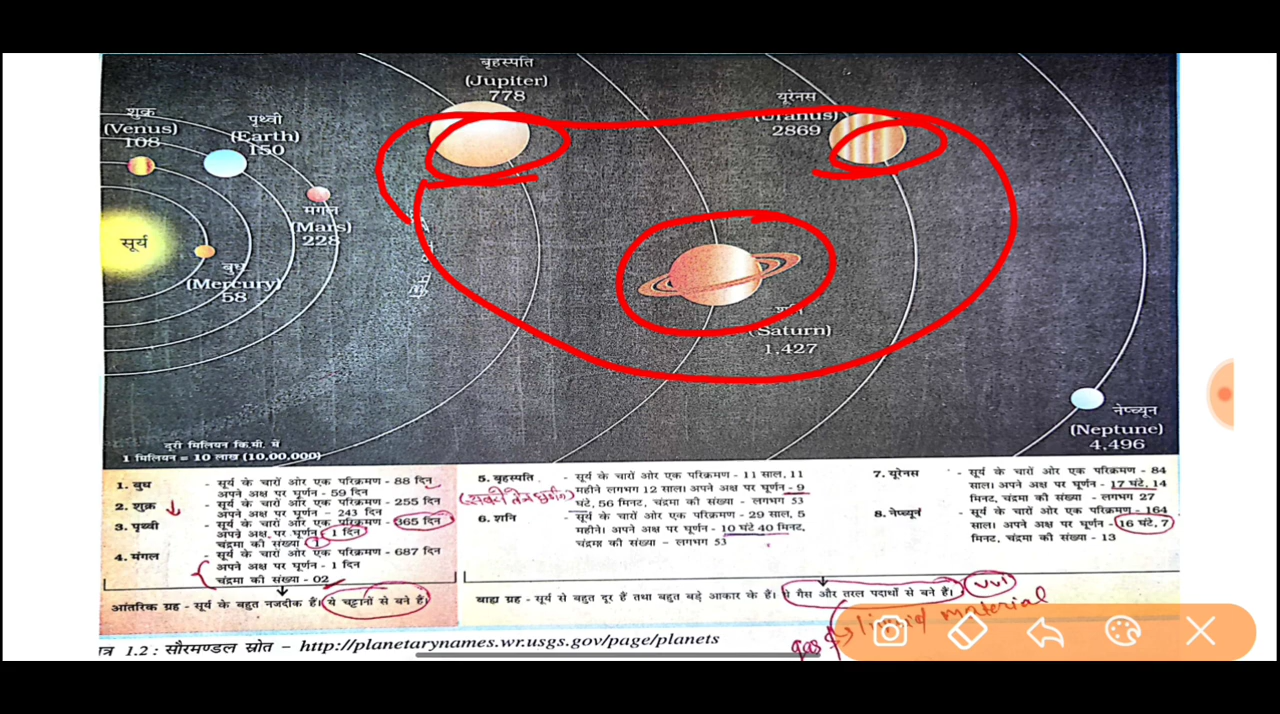 बृहस्पति
(Jupiter)
778
यूरेनस
(Uranus)
2869
शुक्र
(Venus)
108
पृथ्वी
(Earth)
150
मंगल
(Mars)
228
सूर्य
बुध
(Mercury)
58
शनि
(Saturn)
1,427
नेप्च्यून
(Neptune)
4,496
दूरी मिलियन कि.मी. में
1 मिलियन = 10 लाख (10,00,000)
1. बुध - सूर्य के चारों ओर एक परिक्रमण - 88 दिन
अपने अक्ष पर घूर्णन - 59 दिन
2. शुक्र - सूर्य के चारों ओर एक परिक्रमण - 255 दिन
अपने अक्ष पर घूर्णन - 243 दिन
3. पृथ्वी - सूर्य के चारों ओर एक परिक्रमण - 365 दिन
अपने अक्ष पर घूर्णन - 1 दिन
चंद्रमा की संख्या 1
4. मंगल - सूर्य के चारों ओर एक परिक्रमण - 687 दिन
अपने अक्ष पर घूर्णन - 1 दिन
चंद्रमा की संख्या - 02
आंतरिक ग्रह - सूर्य के बहुत नजदीक हैं। ये चट्टानों से बने हैं।
5. बृहस्पति - सूर्य के चारों ओर एक परिक्रमण - 11 साल, 11
महीने लगभग 12 साल। अपने अक्ष पर घूर्णन - 9
(सबसे तेज घूर्णन)
घंटे, 56 मिनट, चंद्रमा की संख्या - लगभग 53
6. शनि - सूर्य के चारों ओर एक परिक्रमण - 29 साल, 5
महीने। अपने अक्ष पर घूर्णन - 10 घंटे 40 मिनट,
चंद्रमा की संख्या - लगभग 53
7. यूरेनस - सूर्य के चारों ओर एक परिक्रमण - 84
साल। अपने अक्ष पर घूर्णन - 17 घंटे, 14
मिनट, चंद्रमा की संख्या - लगभग 27
8. नेप्च्यून - सूर्य के चारों ओर एक परिक्रमण - 164
साल। अपने अक्ष पर घूर्णन - 16 घंटे, 7
मिनट, चंद्रमा की संख्या - 13
बाह्य ग्रह - सूर्य से बहुत दूर हैं तथा बहुत बड़े आकार के हैं। ये गैस और तरल पदार्थों से बने हैं। VVI
liquid material
gas
त्र 1.2 : सौरमण्डल स्रोत – http://planetarynames.wr.usgs.gov/page/planets